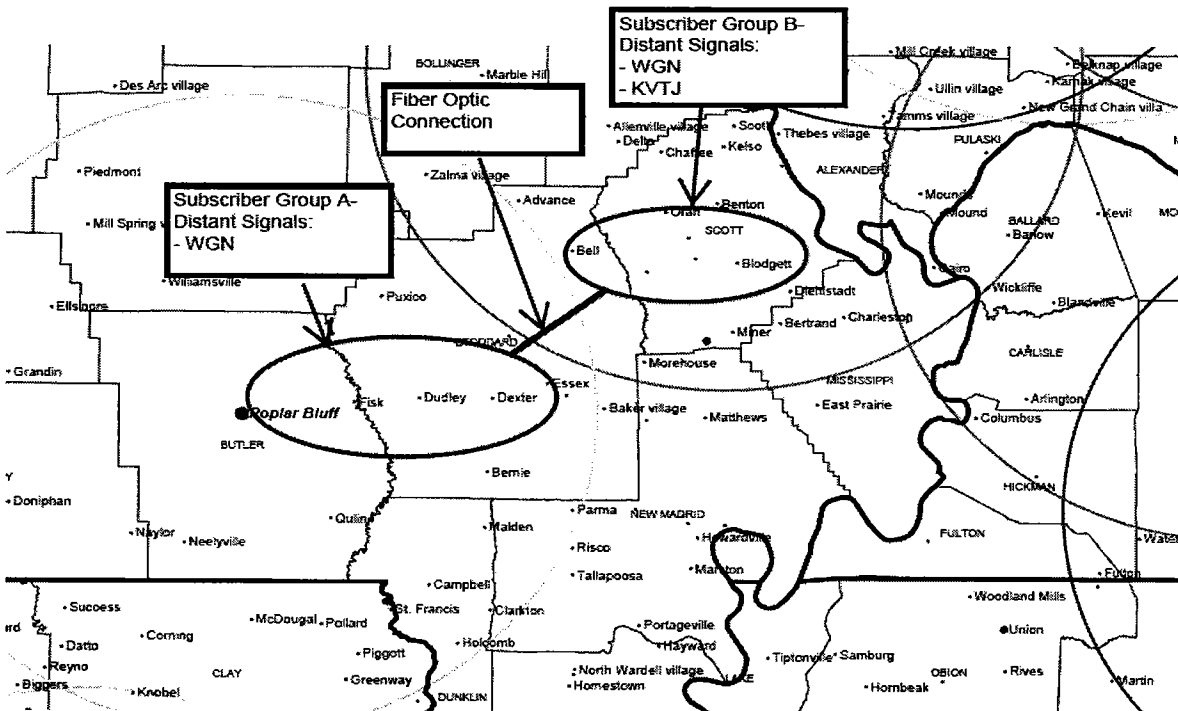 Subscriber Group B-
Distant Signals:
- WGN
- KVTJ
Mill Creek village
BOLLINGER
Marble Hill
Belknap village
Des Arc village
Karnak village
Ullin village
Fiber Optic
Connection
New Grand Chain villa
Tamms village
Allenville village
Scott
Thebes village
Delta
PULASKI
Kelso
Chaffee
Piedmont
Zalma village
ALEXANDER
Subscriber Group A-
Distant Signals:
- WGN
Advance
Mounds
Benton
Oran
Mound
Kevil
MO
Mill Spring v
BALLARD
SCOTT
Barlow
Bell
Blodgett
Cairo
Williamsville
Wickliffe
Puxico
Diehlstadt
Ellsinore
Blandville
Charleston
Bertrand
Miner
STODDARD
CARLISLE
Morehouse
Grandin
MISSISSIPPI
Essex
Fisk
Dudley
Dexter
Arlington
Baker village
East Prairie
Poplar Bluff
Matthews
Columbus
BUTLER
Bernie
Y
HICKMAN
Doniphan
Parma
Qulin
NEW MADRID
Malden
Naylor
Neelyville
Howardville
FULTON
Water
Risco
Marston
Tallapoosa
Fulton
Campbell
Woodland Mills
Success
St. Francis
Clarkton
McDougal
Pollard
Portageville
ard
Corning
Union
Datto
Holcomb
Hayward
Piggott
Tiptonville
Samburg
Reyno
CLAY
North Wardell village
OBION
Rives
Biggers
Greenway
LAKE
Martin
Knobel
Homestown
Hornbeak
DUNKLIN